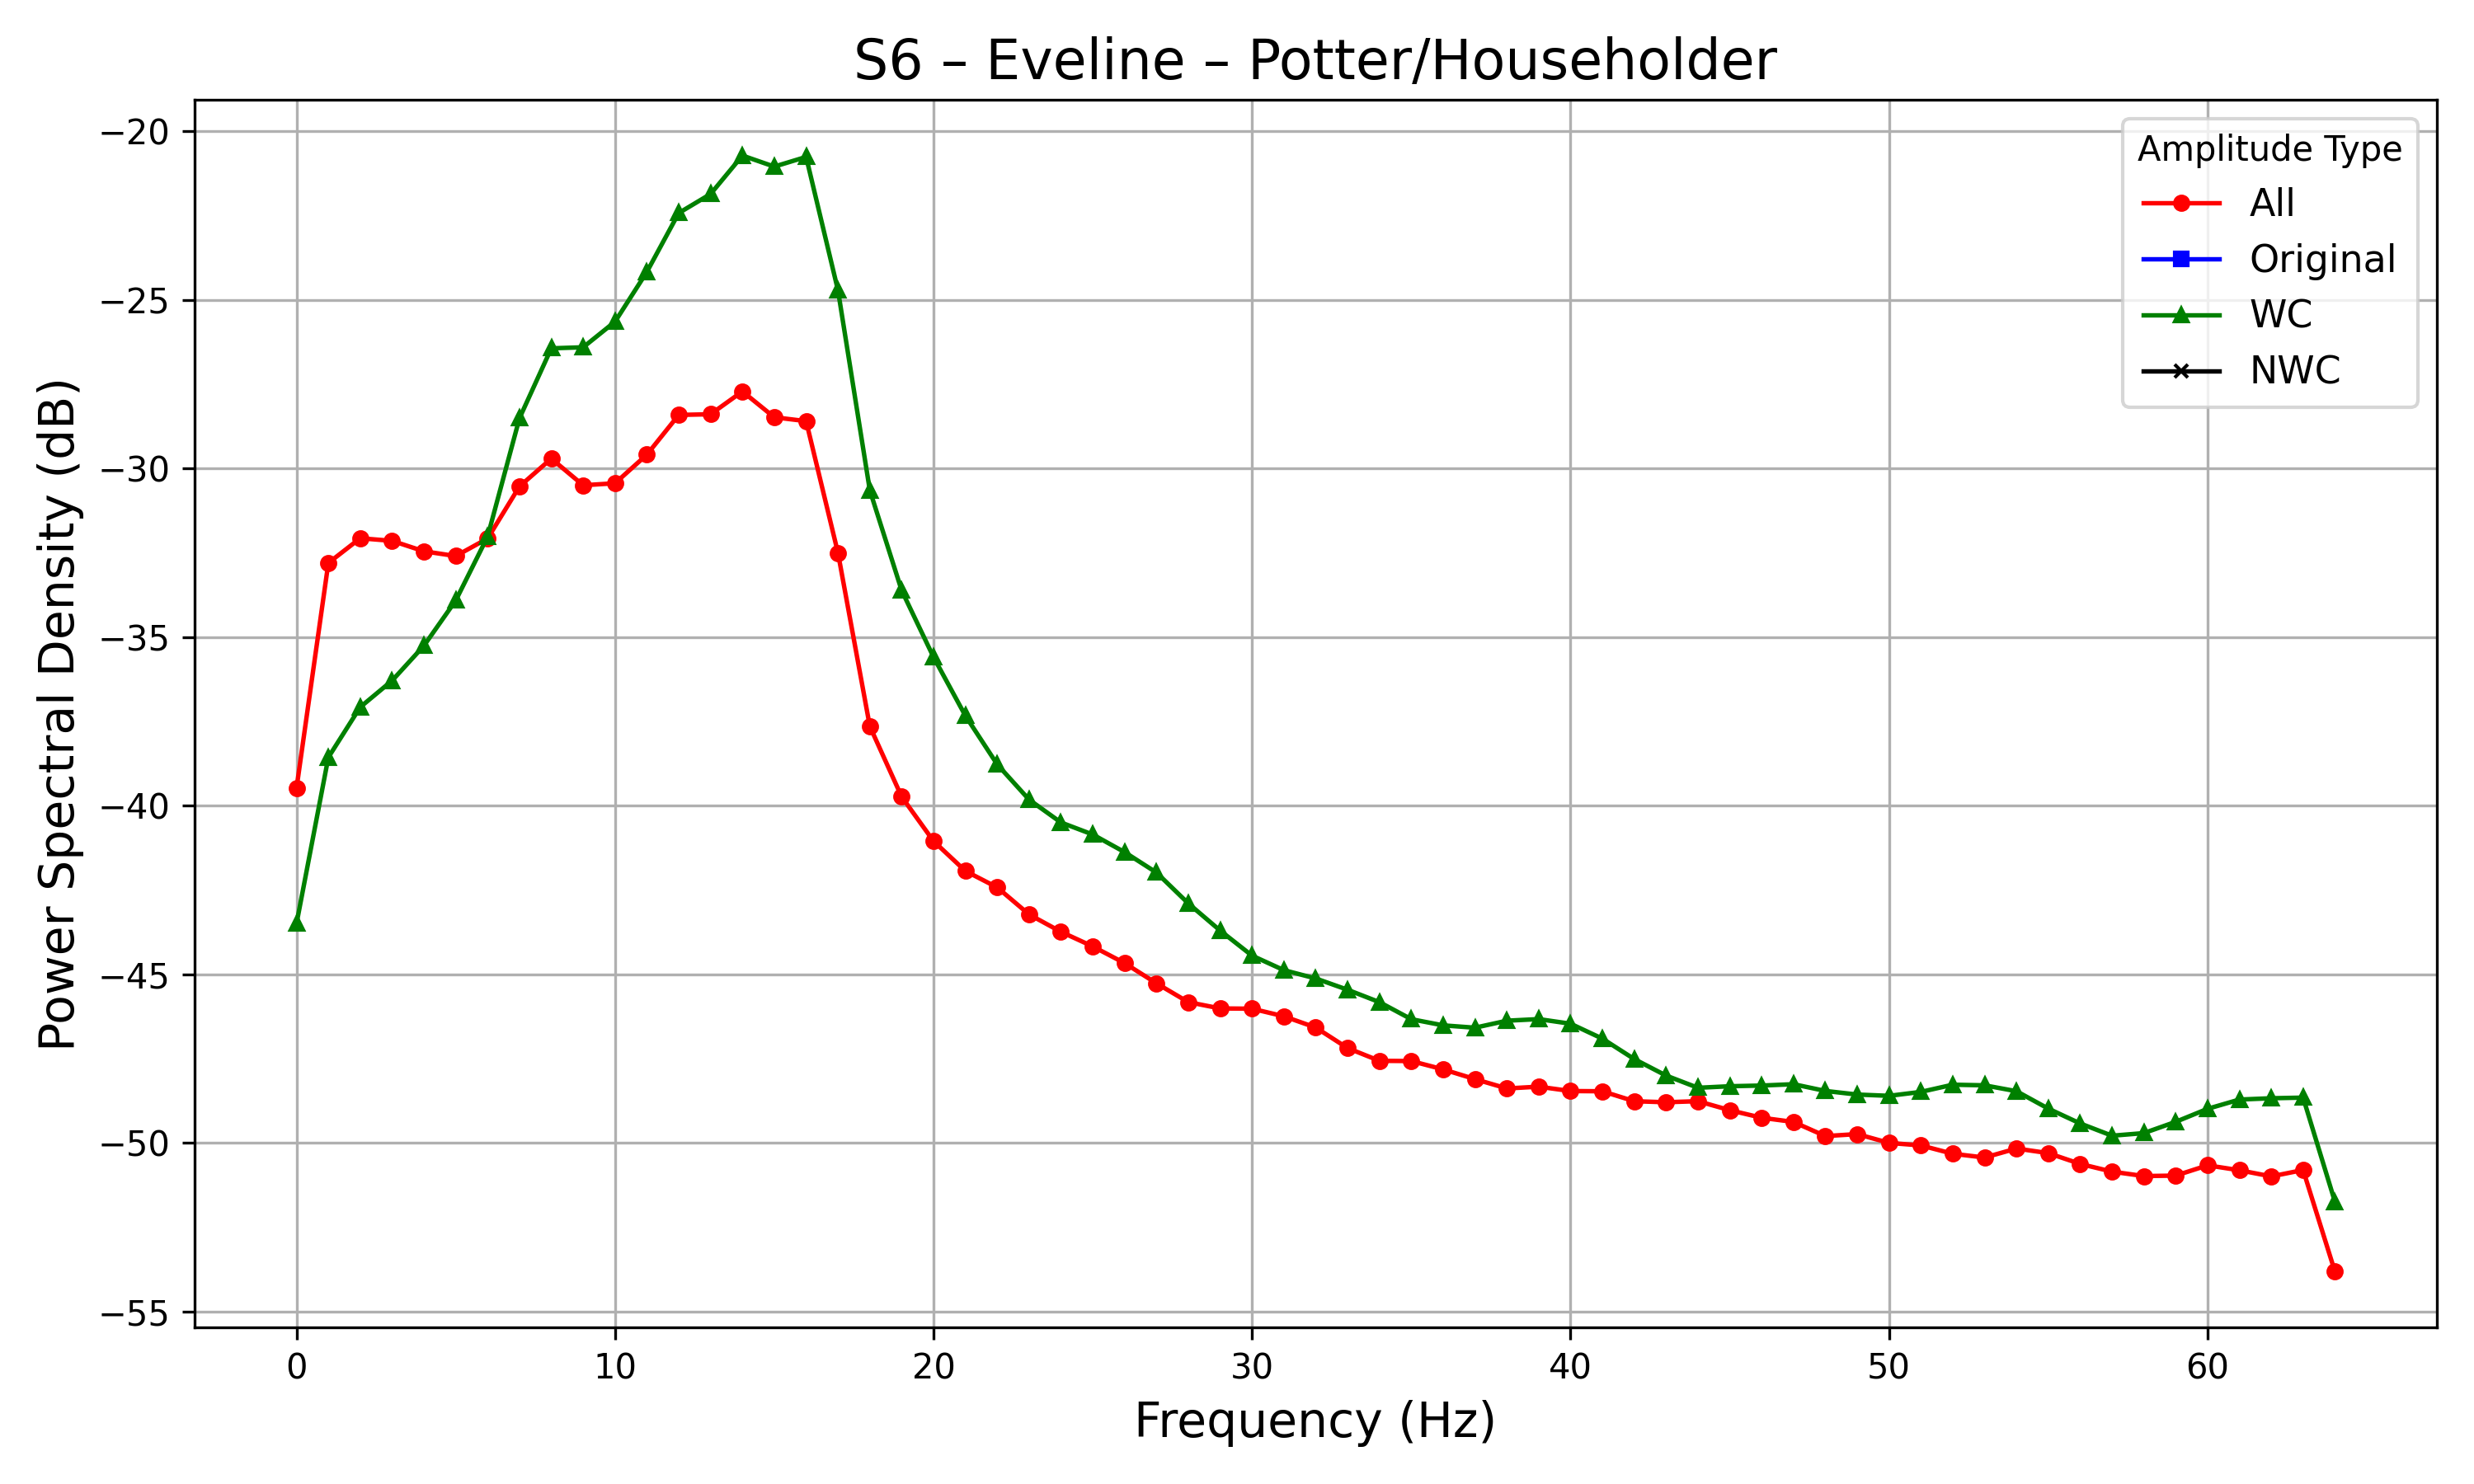 S6 – Eveline – Potter/Householder
Power Spectral Density (dB)
−20
−25
−30
−35
−40
−45
−50
−55
Amplitude Type
All
Original
WC
NWC
0 10 20 30 40 50 60
Frequency (Hz)